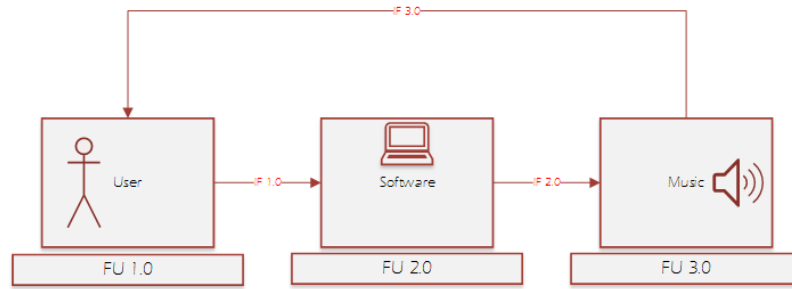 IF 3.0
User
IF 1.0
Software
IF 2.0
Music
FU 1.0
FU 2.0
FU 3.0